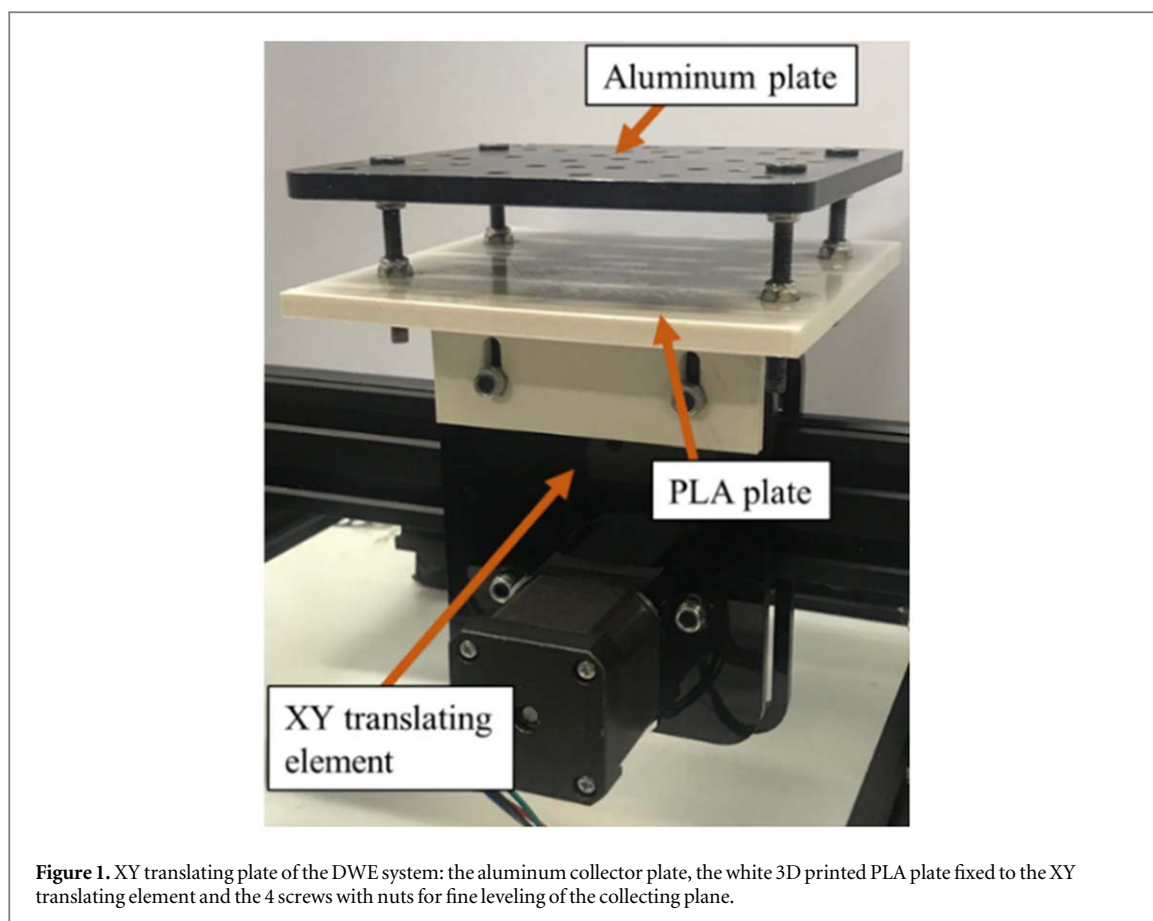 Aluminum plate
PLA plate
XY translating
element
Figure 1. XY translating plate of the DWE system: the aluminum collector plate, the white 3D printed PLA plate fixed to the XY
translating element and the 4 screws with nuts for fine leveling of the collecting plane.